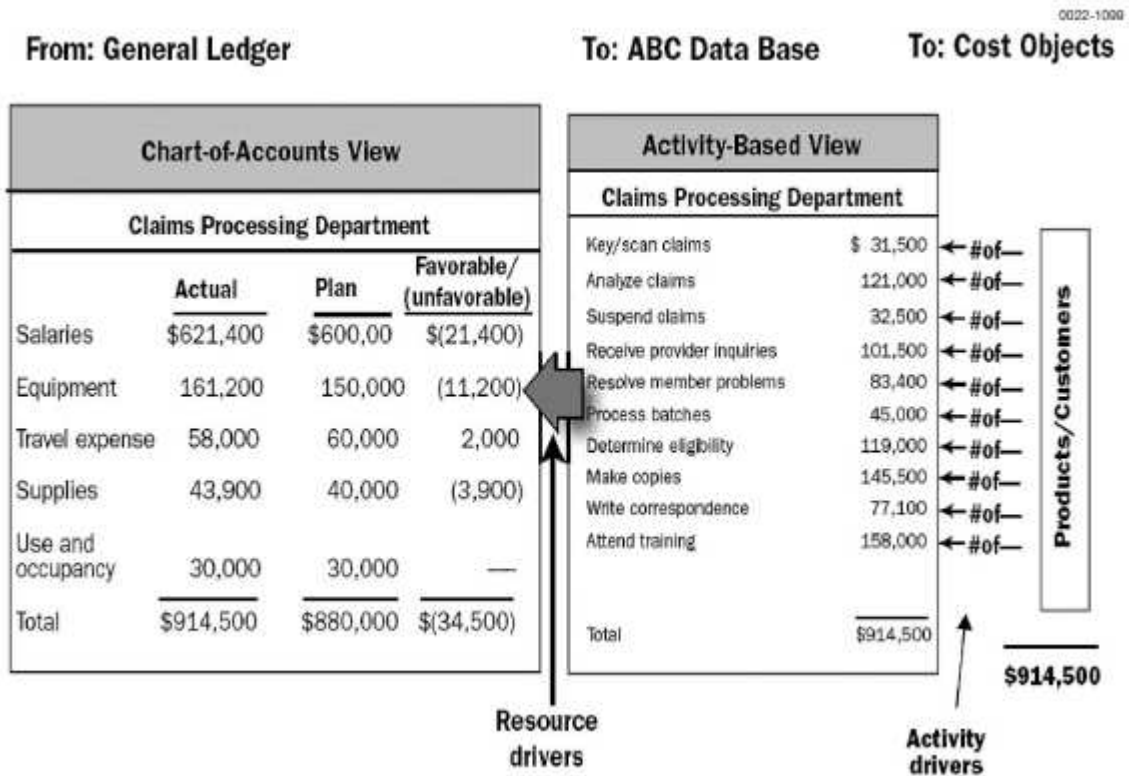 0022-1099
From: General Ledger
To: ABC Data Base
To: Cost Objects
Chart-of-Accounts View
Claims Processing Department
Actual Plan Favorable/
(unfavorable)
Salaries $621,400 $600,00 $(21,400)
Equipment 161,200 150,000 (11,200)
Travel expense 58,000 60,000 2,000
Supplies 43,900 40,000 (3,900)
Use and
occupancy 30,000 30,000 —
Total $914,500 $880,000 $(34,500)
Activity-Based View
Claims Processing Department
Key/scan claims $ 31,500 #of—
Analyze claims 121,000 #of—
Suspend claims 32,500 #of—
Receive provider inquiries 101,500 #of—
Resolve member problems 83,400 #of—
Process batches 45,000 #of—
Determine eligibility 119,000 #of—
Make copies 145,500 #of—
Write correspondence 77,100 #of—
Attend training 158,000 #of—
Total $914,500
Products/Customers
$914,500
Resource
drivers
Activity
drivers